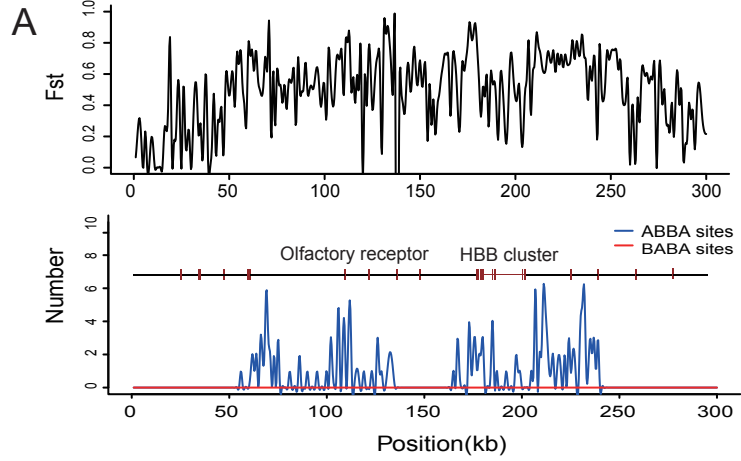 A
Fst
1.0
0.8
0.6
0.4
0.2
0.0
0 50 100 150 200 250 300
Number
10
8
6
4
2
0
Olfactory receptor HBB cluster
ABBA sites
BABA sites
0 50 100 150 200 250 300
Position(kb)